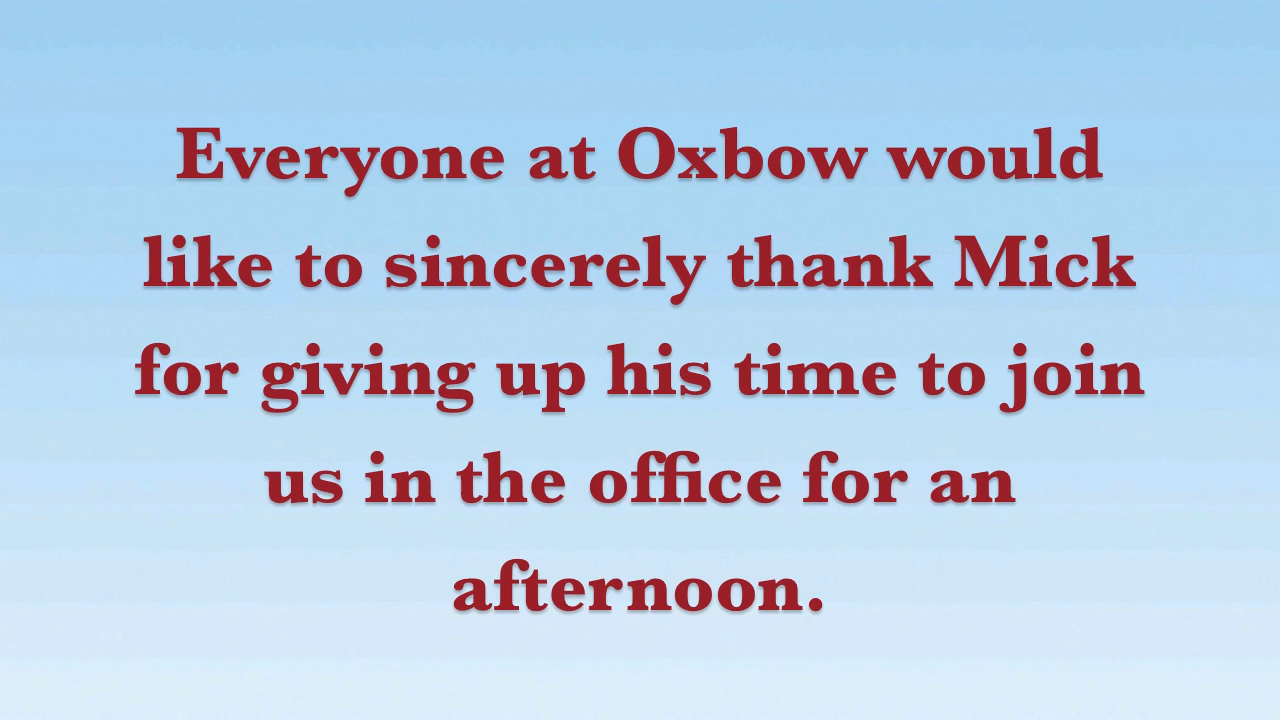 Everyone at Oxbow would
like to sincerely thank Mick
for giving up his time to join
us in the office for an
afternoon.